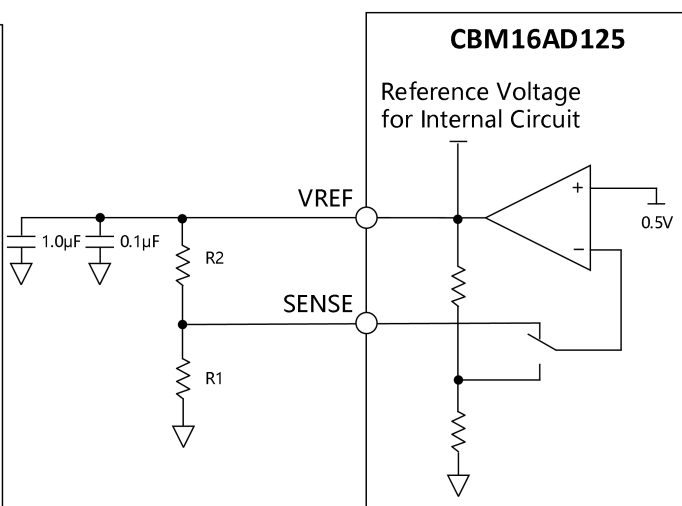 CBM16AD125
Reference Voltage
for Internal Circuit
VREF
+
0.5V
1.0µF
0.1µF
R2
−
SENSE
R1